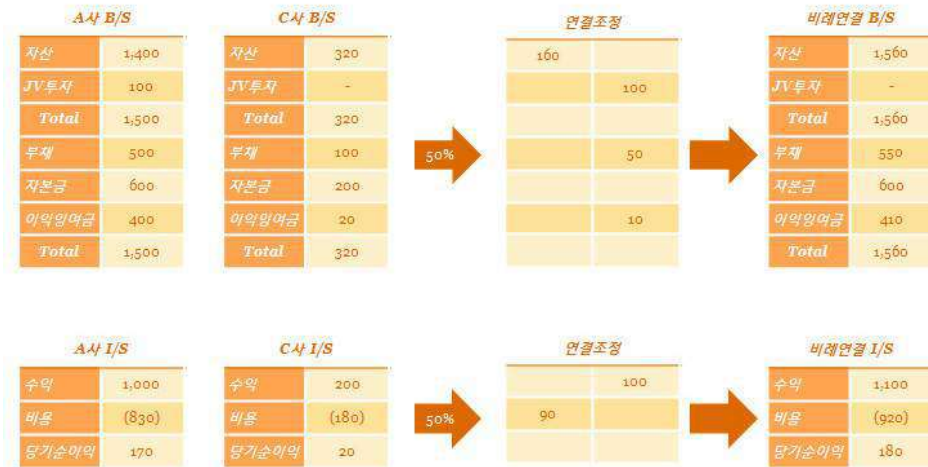 A사 B/S C사 B/S 연결조정 비례연결 B/S
자산 1,400 자산 320 160 자산 1,560
JV투자 100 JV투자 - 100 JV투자 -
Total 1,500 Total 320 Total 1,560
부채 500 부채 100 50% 50 부채 550
자본금 600 자본금 200 자본금 600
이익잉여금 400 이익잉여금 20 10 이익잉여금 410
Total 1,500 Total 320 Total 1,560
A사 I/S C사 I/S 연결조정 비례연결 I/S
수익 1,000 수익 200 100 수익 1,100
비용 (830) 비용 (180) 50% 90 비용 (920)
당기순이익 170 당기순이익 20 당기순이익 180